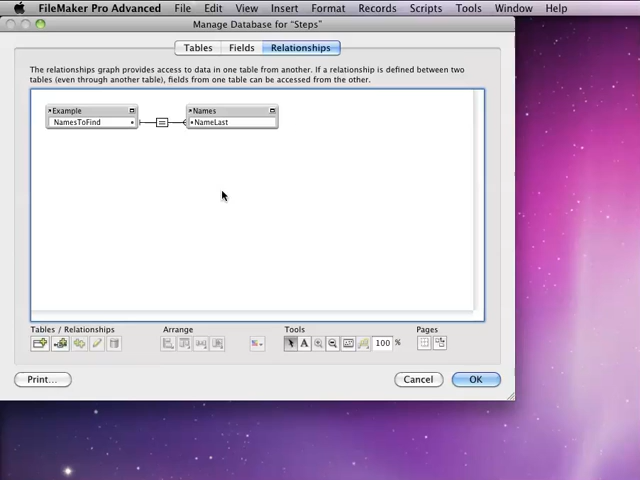 FileMaker Pro Advanced File Edit View Insert Format Records Scripts Tools Window Help
Manage Database for “Steps”
Tables Fields Relationships
The relationships graph provides access to data in one table from another. If a relationship is defined between two
tables (even through another table), fields from one table can be accessed from the other.
Example
NamesToFind
Names
NameLast
Tables / Relationships Arrange Tools Pages
A 100 %
Print... Cancel OK